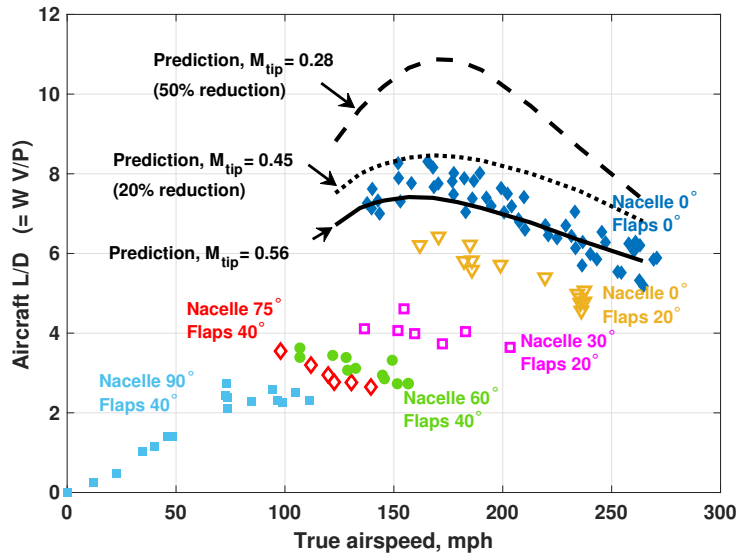 12
10
8
6
4
2
0
0
50
100
150
200
250
300
Aircraft L/D (= W V/P)
True airspeed, mph
Prediction, M_tip = 0.28
(50% reduction)
Prediction, M_tip = 0.45
(20% reduction)
Prediction, M_tip = 0.56
Nacelle 0°
Flaps 0°
Nacelle 0°
Flaps 20°
Nacelle 75°
Flaps 40°
Nacelle 30°
Flaps 20°
Nacelle 90°
Flaps 40°
Nacelle 60°
Flaps 40°